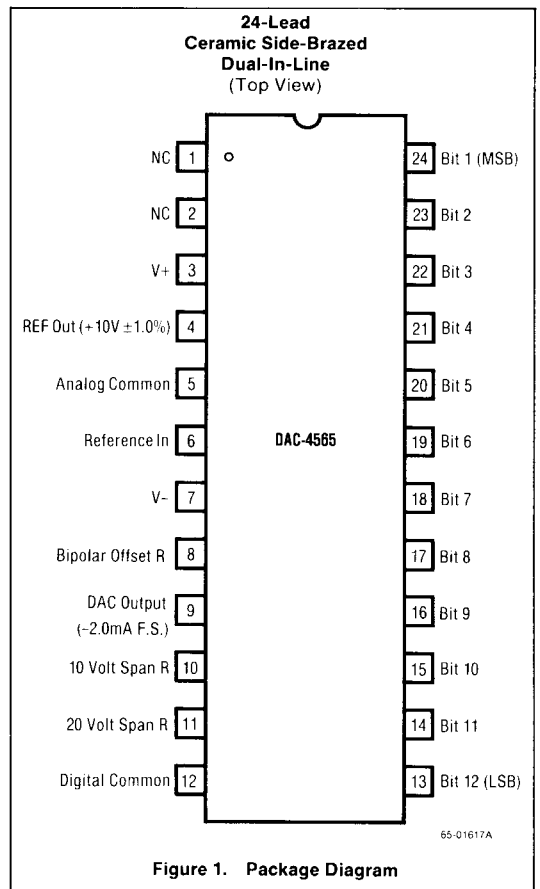 24-Lead
Ceramic Side-Brazed
Dual-In-Line
(Top View)
NC 1
NC 2
V+ 3
REF Out (+10V ±1.0%) 4
Analog Common 5
Reference In 6
V− 7
Bipolar Offset R 8
DAC Output
(−2.0mA F.S.) 9
10 Volt Span R 10
20 Volt Span R 11
Digital Common 12
DAC-4565
24 Bit 1 (MSB)
23 Bit 2
22 Bit 3
21 Bit 4
20 Bit 5
19 Bit 6
18 Bit 7
17 Bit 8
16 Bit 9
15 Bit 10
14 Bit 11
13 Bit 12 (LSB)
65-01617A
Figure 1. Package Diagram